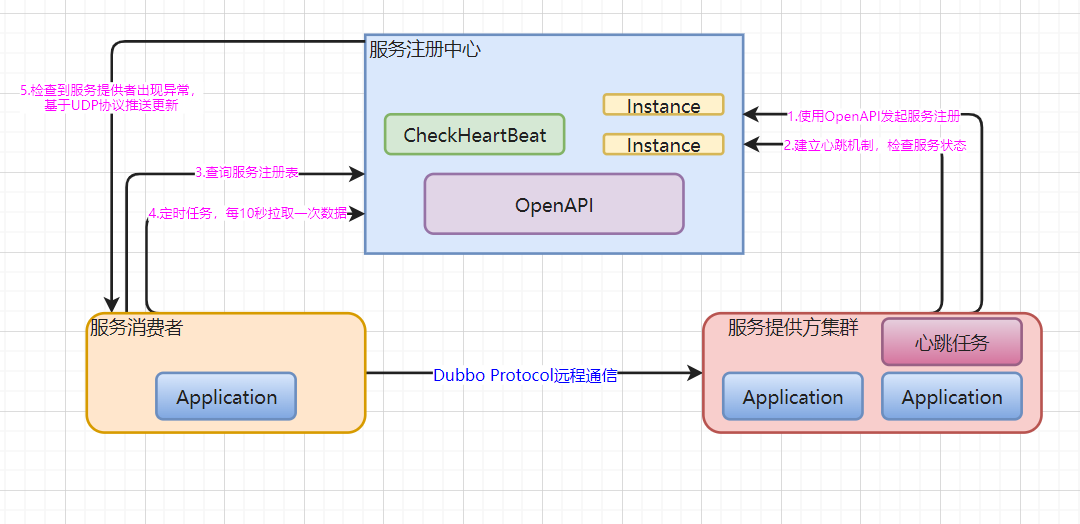 服务注册中心
5.检查到服务提供者出现异常，
基于UDP协议推送更新
Instance
CheckHeartBeat
Instance
1.使用OpenAPI发起服务注册
2.建立心跳机制，检查服务状态
3.查询服务注册表
4.定时任务，每10秒拉取一次数据
OpenAPI
服务消费者
Application
Dubbo Protocol远程通信
服务提供方集群
心跳任务
Application
Application